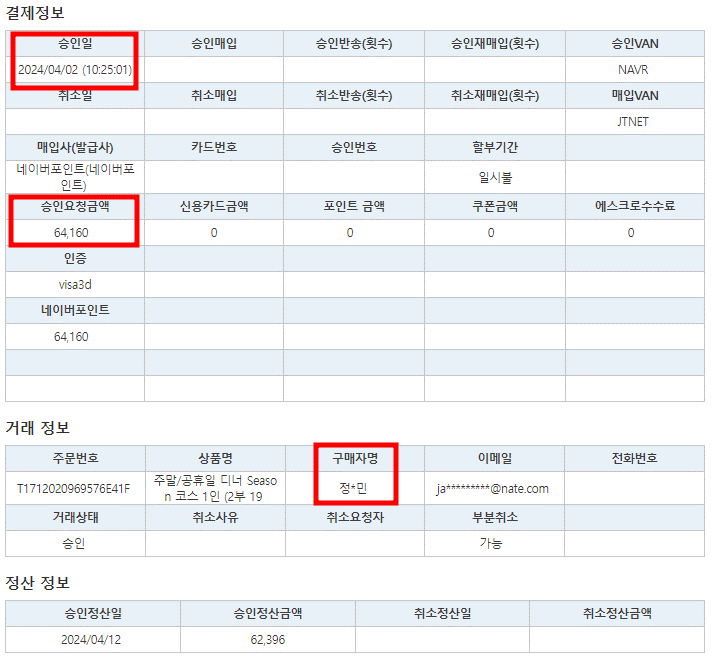 결제정보
승인일 승인매입 승인반송(횟수) 승인재매입(횟수) 승인VAN
2024/04/02 (10:25:01) NAVR
취소일 취소매입 취소반송(횟수) 취소재매입(횟수) 매입VAN
JTNET
매입사(발급사) 카드번호 승인번호 할부기간
네이버포인트(네이버포
인트) 일시불
승인요청금액 신용카드금액 포인트 금액 쿠폰금액 에스크로수수료
64,160 0 0 0 0
인증
visa3d
네이버포인트
64,160
거래 정보
주문번호 상품명 구매자명 이메일 전화번호
T1712020969576E41F 주말/공휴일 디너 Seaso
n 코스 1인 (2부 19 정*민 ja*********@nate.com
거래상태 취소사유 취소요청자 부분취소
승인 가능
정산 정보
승인정산일 승인정산금액 취소정산일 취소정산금액
2024/04/12 62,396